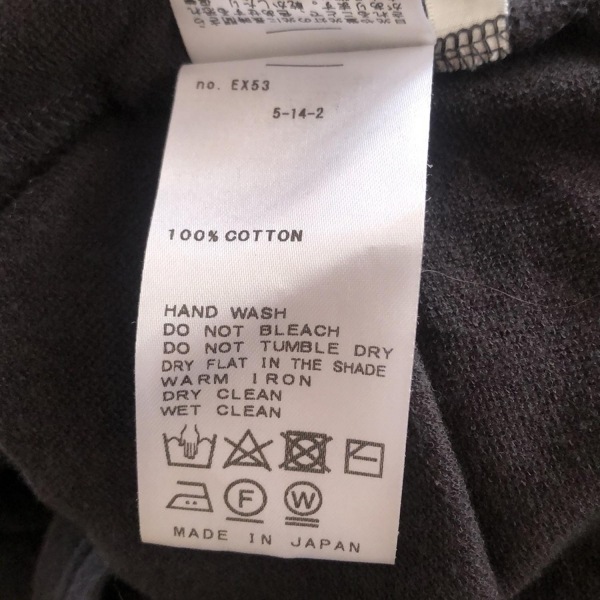 no. EX53
5-14-2
100% COTTON
HAND WASH
DO NOT BLEACH
DO NOT TUMBLE DRY
DRY FLAT IN THE SHADE
WARM IRON
DRY CLEAN
WET CLEAN
F
W
MADE IN JAPAN